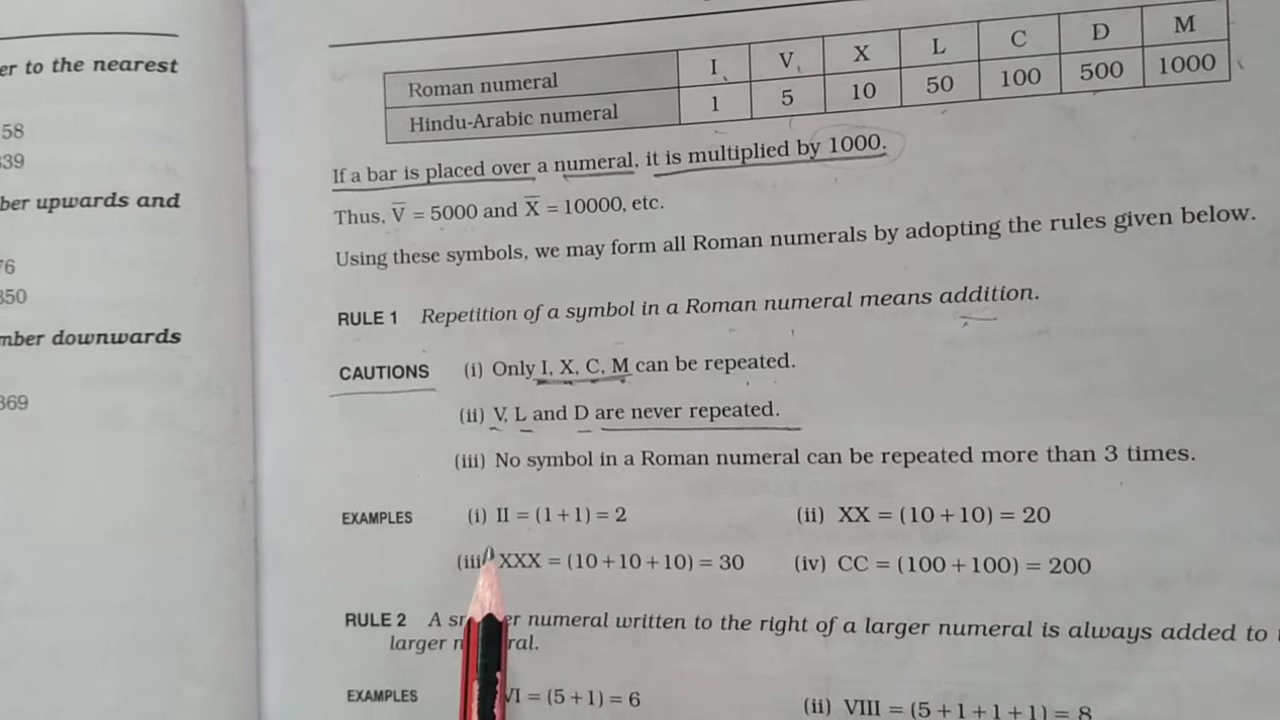 er to the nearest
58
339
ber upwards and
76
350
mber downwards
369
Roman numeral I V X L C D M
Hindu-Arabic numeral 1 5 10 50 100 500 1000
If a bar is placed over a numeral, it is multiplied by 1000.
Thus, V̅ = 5000 and X̅ = 10000, etc.
Using these symbols, we may form all Roman numerals by adopting the rules given below.
RULE 1 Repetition of a symbol in a Roman numeral means addition.
CAUTIONS (i) Only I, X, C, M can be repeated.
(ii) V, L and D are never repeated.
(iii) No symbol in a Roman numeral can be repeated more than 3 times.
EXAMPLES (i) II = (1 + 1) = 2 (ii) XX = (10 + 10) = 20
(iii) XXX = (10 + 10 + 10) = 30 (iv) CC = (100 + 100) = 200
RULE 2 A numeral written to the right of a larger numeral is always added to
larger
EXAMPLES VI = (5 + 1) = 6 (ii) VIII = (5 + 1 + 1 + 1) = 8